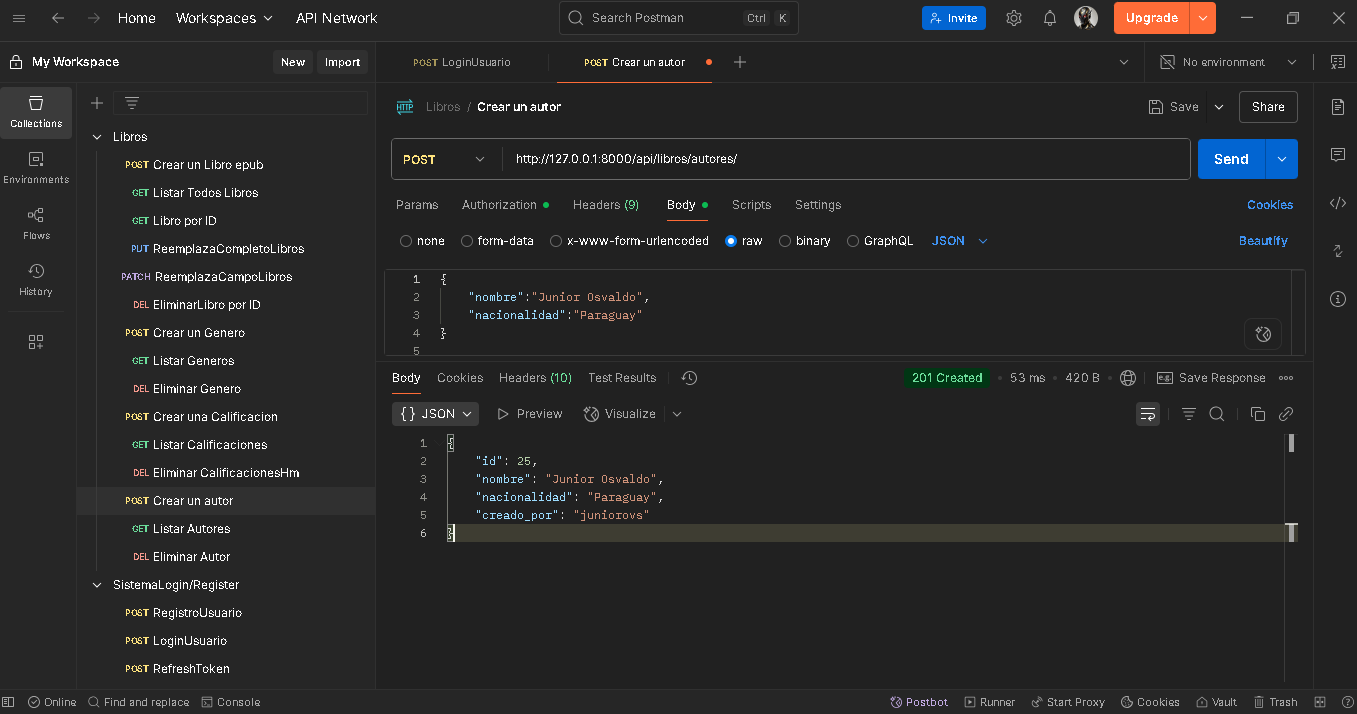 Home Workspaces API Network Search Postman Ctrl K Invite Upgrade
My Workspace New Import POST LoginUsuario POST Crear un autor No environment
Collections
Environments
Flows
History
Libros
POST Crear un Libro epub
GET Listar Todos Libros
GET Libro por ID
PUT ReemplazaCompletoLibros
PATCH ReemplazaCampoLibros
DEL EliminarLibro por ID
POST Crear un Genero
GET Listar Generos
DEL Eliminar Genero
POST Crear una Calificacion
GET Listar Calificaciones
DEL Eliminar CalificacionesHm
POST Crear un autor
GET Listar Autores
DEL Eliminar Autor
SistemaLogin/Register
POST RegistroUsuario
POST LoginUsuario
POST RefreshToken
HTTP Libros / Crear un autor Save Share
POST http://127.0.0.1:8000/api/libros/autores/ Send
Params Authorization Headers (9) Body Scripts Settings Cookies
none form-data x-www-form-urlencoded raw binary GraphQL JSON Beautify
1 {
2 "nombre":"Junior Osvaldo",
3 "nacionalidad":"Paraguay"
4 }
5
Body Cookies Headers (10) Test Results 201 Created 53 ms 420 B Save Response
{} JSON Preview Visualize
1 {
2 "id": 25,
3 "nombre": "Junior Osvaldo",
4 "nacionalidad": "Paraguay",
5 "creado_por": "juniorovs"
6 }
Online Find and replace Console Postbot Runner Start Proxy Cookies Vault Trash